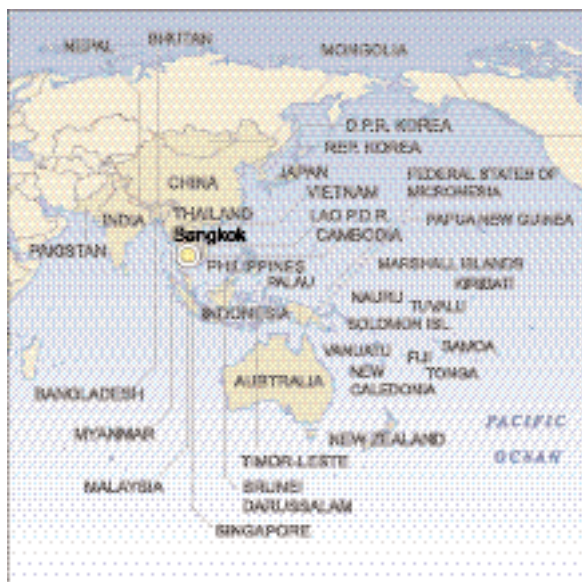 NEPAL
BHUTAN
MONGOLIA
D.P.R. KOREA
REP. KOREA
JAPAN
FEDERAL STATES OF
MICRONESIA
CHINA
VIETNAM
THAILAND
LAO P.D.R.
PAPUA NEW GUINEA
INDIA
Bangkok
CAMBODIA
PAKISTAN
PHILIPPINES
MARSHALL ISLANDS
PALAU
KIRIBATI
NAURU
TUVALU
INDONESIA
SOLOMON ISL.
VANUATU
FIJI
SAMOA
AUSTRALIA
NEW
CALEDONIA
TONGA
BANGLADESH
MYANMAR
NEW ZEALAND
PACIFIC
OCEAN
TIMOR-LESTE
MALAYSIA
BRUNEI
DARUSSALAM
SINGAPORE